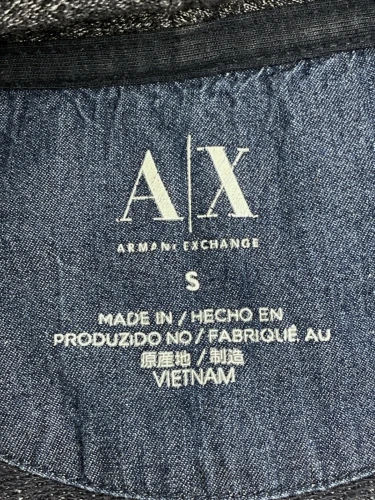 A|X
ARMANI EXCHANGE
S
MADE IN / HECHO EN
PRODUZIDO NO / FABRIQUÉ AU
原産地 / 制造
VIETNAM